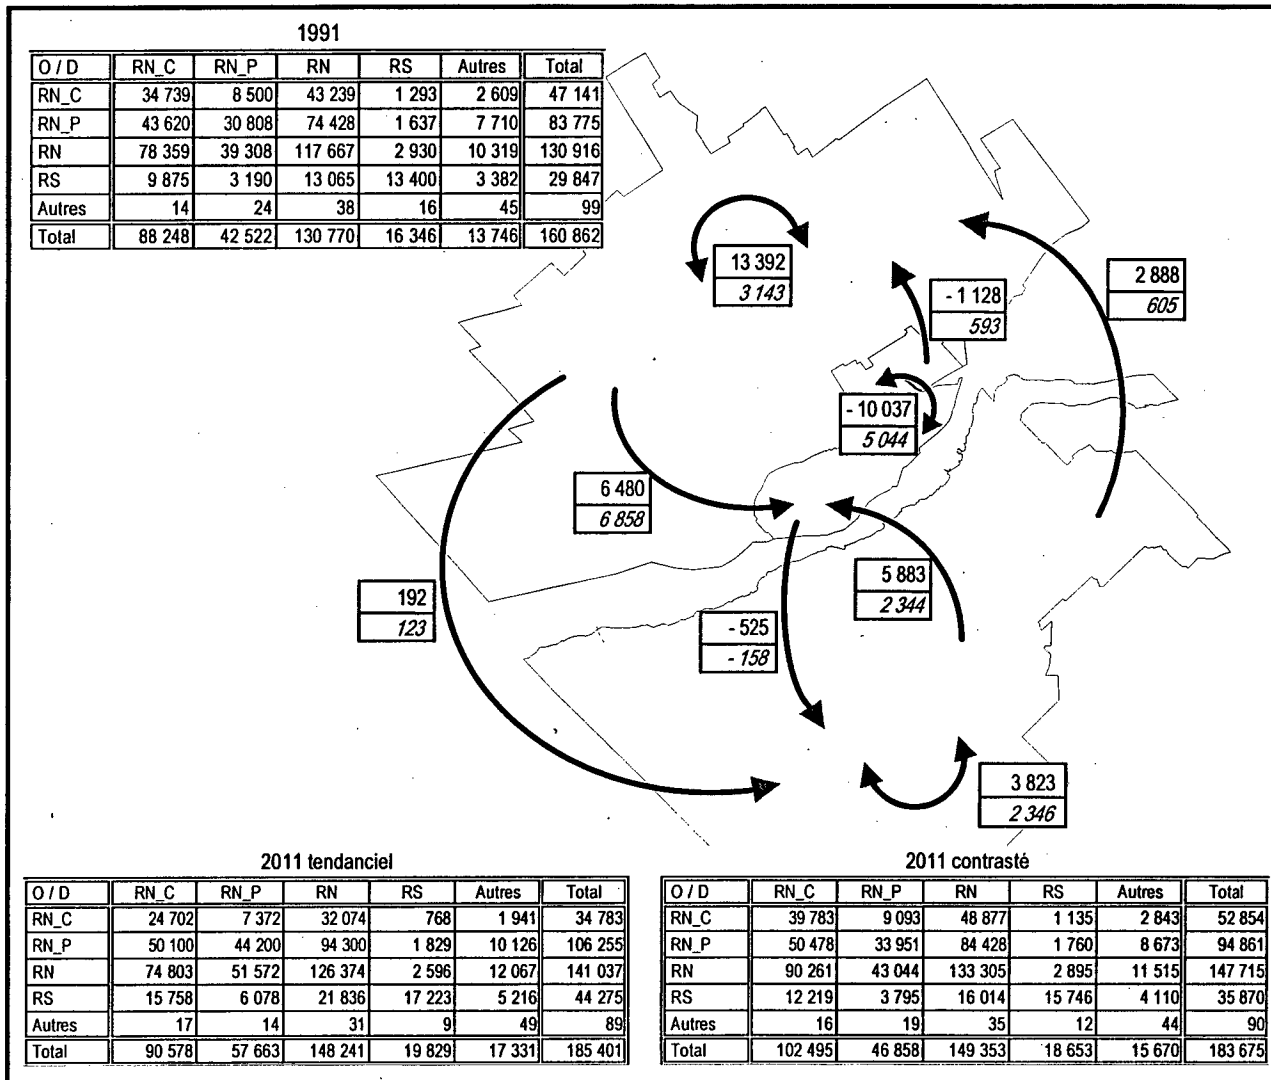 1991
O / D RN_C RN_P RN RS Autres Total
RN_C 34 739 8 500 43 239 1 293 2 609 47 141
RN_P 43 620 30 808 74 428 1 637 7 710 83 775
RN 78 359 39 308 117 667 2 930 10 319 130 916
RS 9 875 3 190 13 065 13 400 3 382 29 847
Autres 14 24 38 16 45 99
Total 88 248 42 522 130 770 16 346 13 746 160 862
13 392
3 143
- 1 128
593
2 888
605
- 10 037
5 044
6 480
6 858
192
123
5 883
2 344
- 525
- 158
3 823
2 346
2011 tendanciel
O / D RN_C RN_P RN RS Autres Total
RN_C 24 702 7 372 32 074 768 1 941 34 783
RN_P 50 100 44 200 94 300 1 829 10 126 106 255
RN 74 803 51 572 126 374 2 596 12 067 141 037
RS 15 758 6 078 21 836 17 223 5 216 44 275
Autres 17 14 31 9 49 89
Total 90 578 57 663 148 241 19 829 17 331 185 401
2011 contrasté
O / D RN_C RN_P RN RS Autres Total
RN_C 39 783 9 093 48 877 1 135 2 843 52 854
RN_P 50 478 33 951 84 428 1 760 8 673 94 861
RN 90 261 43 044 133 305 2 895 11 515 147 715
RS 12 219 3 795 16 014 15 746 4 110 35 870
Autres 16 19 35 12 44 90
Total 102 495 46 858 149 353 18 653 15 670 183 675